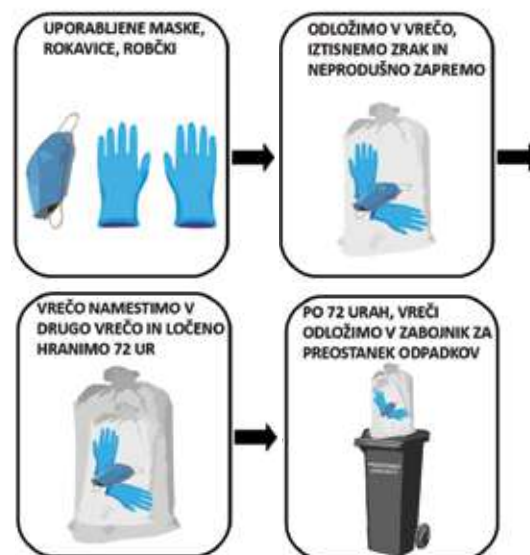 UPORABLJENE MASKE,
ROKAVICE, ROBČKI
ODLOŽIMO V VREČO,
IZTISNEMO ZRAK IN
NEPRODUŠNO ZAPREMO
VREČO NAMESTIMO V
DRUGO VREČO IN LOČENO
HRANIMO 72 UR
PO 72 URAH, VREČI
ODLOŽIMO V ZABOJNIK ZA
PREOSTANEK ODPADKOV